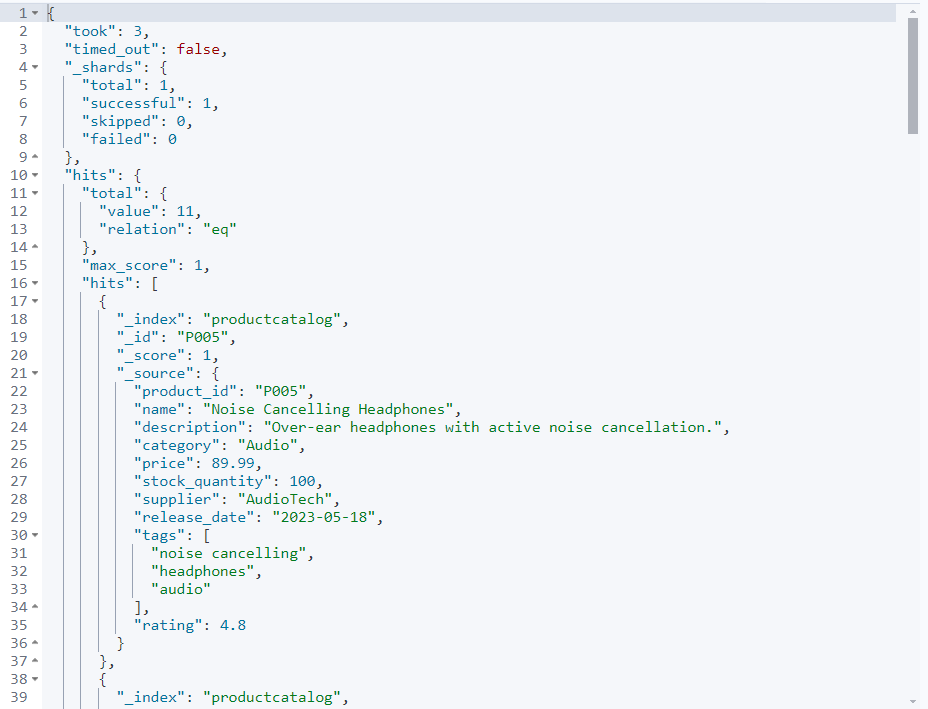 1 {
2 "took": 3,
3 "timed_out": false,
4 "_shards": {
5 "total": 1,
6 "successful": 1,
7 "skipped": 0,
8 "failed": 0
9 },
10 "hits": {
11 "total": {
12 "value": 11,
13 "relation": "eq"
14 },
15 "max_score": 1,
16 "hits": [
17 {
18 "_index": "productcatalog",
19 "_id": "P005",
20 "_score": 1,
21 "_source": {
22 "product_id": "P005",
23 "name": "Noise Cancelling Headphones",
24 "description": "Over-ear headphones with active noise cancellation.",
25 "category": "Audio",
26 "price": 89.99,
27 "stock_quantity": 100,
28 "supplier": "AudioTech",
29 "release_date": "2023-05-18",
30 "tags": [
31 "noise cancelling",
32 "headphones",
33 "audio"
34 ],
35 "rating": 4.8
36 }
37 },
38 {
39 "_index": "productcatalog",